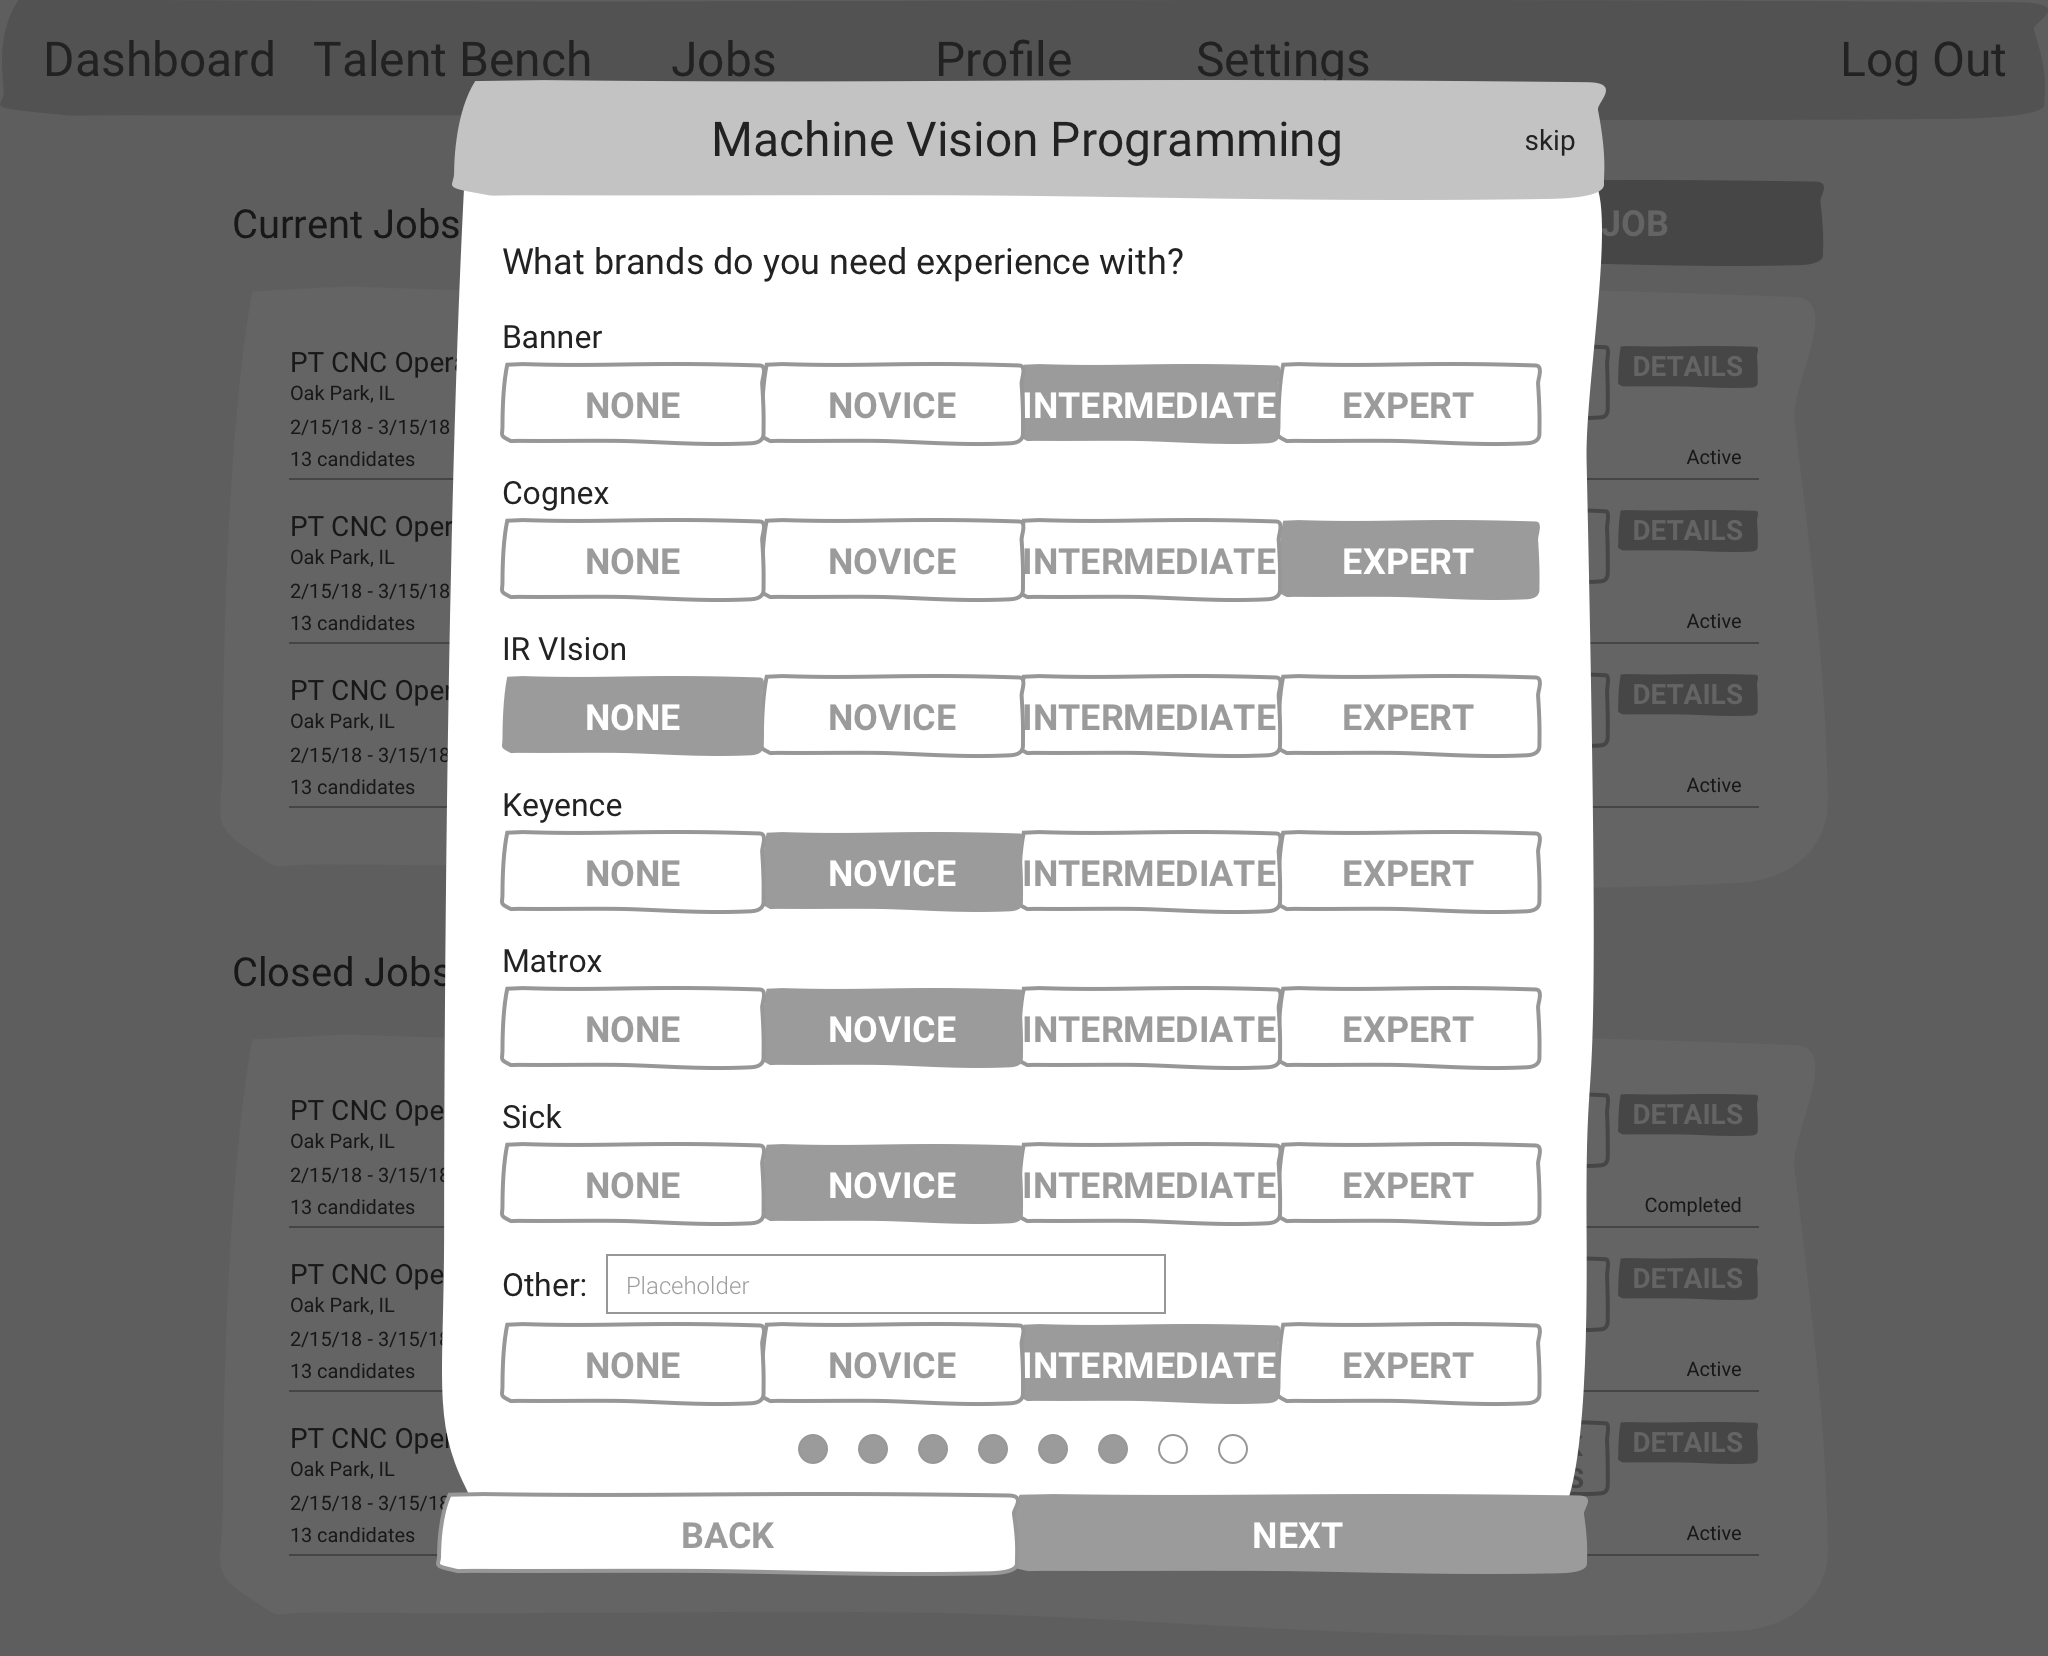 Dashboard Talent Bench Jobs Profile Settings Log Out
Machine Vision Programming skip
Current Jobs JOB
What brands do you need experience with?
Banner
NONE NOVICE INTERMEDIATE EXPERT
Cognex
NONE NOVICE INTERMEDIATE EXPERT
IR VIsion
NONE NOVICE INTERMEDIATE EXPERT
Keyence
NONE NOVICE INTERMEDIATE EXPERT
Matrox
NONE NOVICE INTERMEDIATE EXPERT
Sick
NONE NOVICE INTERMEDIATE EXPERT
Other: Placeholder
NONE NOVICE INTERMEDIATE EXPERT
BACK NEXT
PT CNC Opera
Oak Park, IL
2/15/18 - 3/15/18
13 candidates
DETAILS
Active
PT CNC Oper
Oak Park, IL
2/15/18 - 3/15/18
13 candidates
DETAILS
Active
PT CNC Oper
Oak Park, IL
2/15/18 - 3/15/18
13 candidates
DETAILS
Active
Closed Jobs
PT CNC Ope
Oak Park, IL
2/15/18 - 3/15/18
13 candidates
DETAILS
Completed
PT CNC Ope
Oak Park, IL
2/15/18 - 3/15/18
13 candidates
DETAILS
Active
PT CNC Oper
Oak Park, IL
2/15/18 - 3/15/18
13 candidates
DETAILS
Active